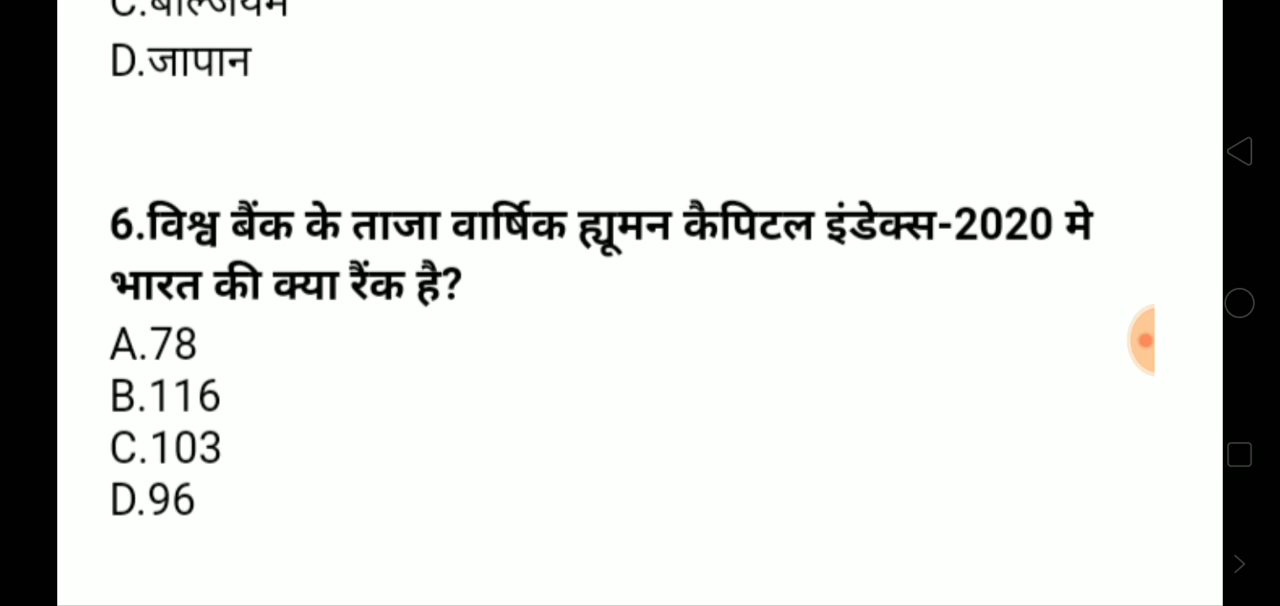 D.जापान
6.विश्व बैंक के ताजा वार्षिक ह्यूमन कैपिटल इंडेक्स-2020 मे
भारत की क्या रैंक है?
A.78
B.116
C.103
D.96